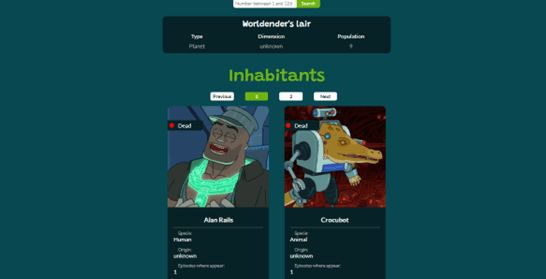 Number between 1 and 126 Search
Worldender's lair
Type Dimension Population
Planet unknown 9
Inhabitants
Previous 1 2 Next
Dead Dead
Alan Rails Crocubot
Specie: Specie:
Human Animal
Origin: Origin:
unknown unknown
Episodes where appear: Episodes where appear:
1 1